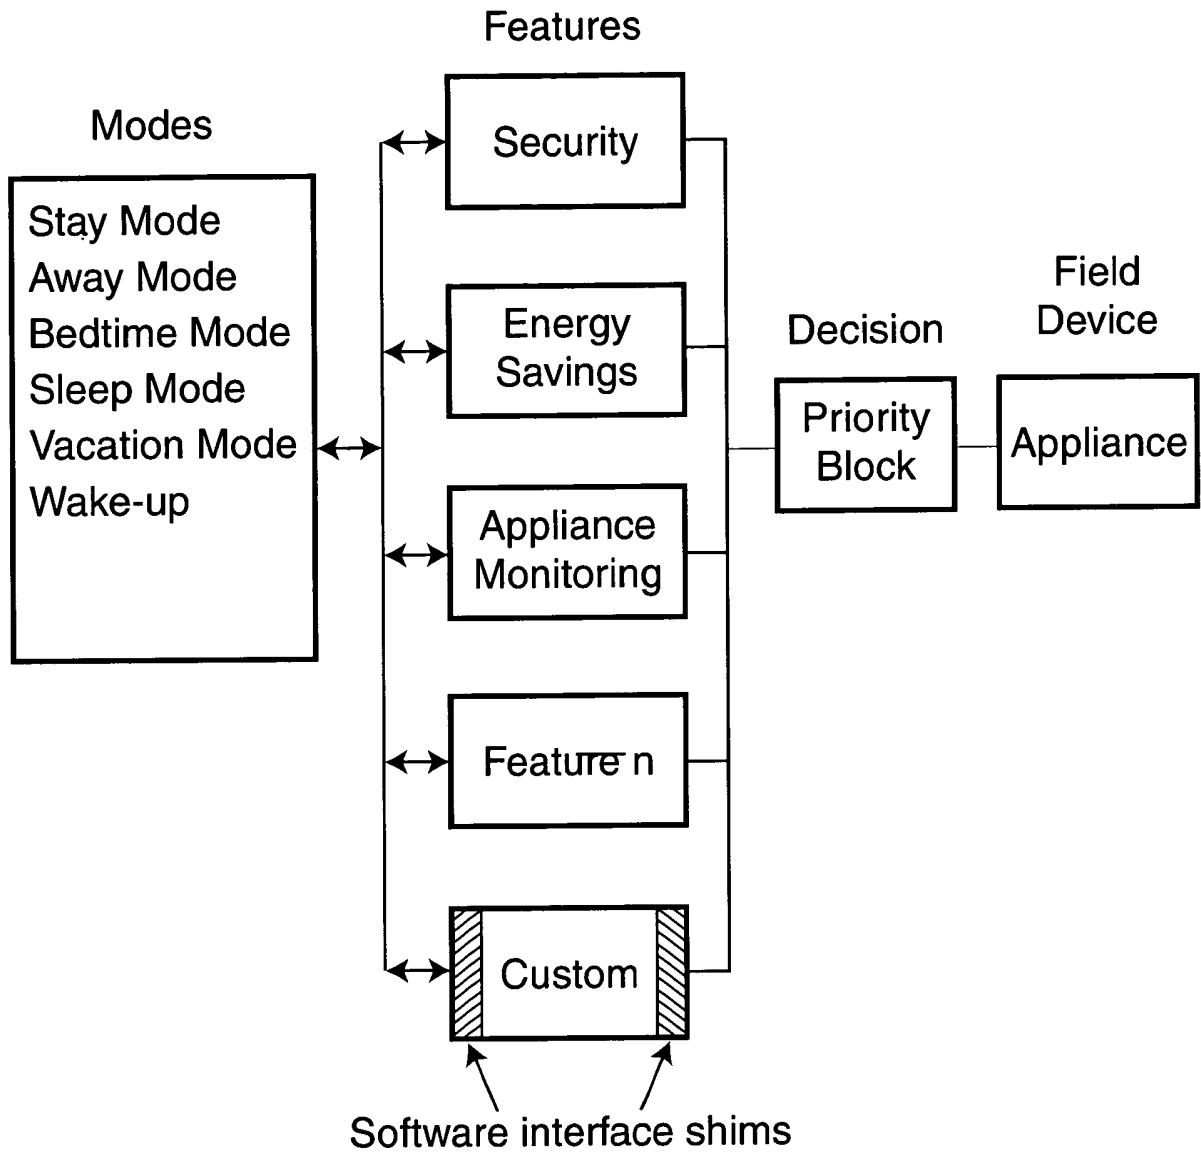 Features
Modes
Security
Stay Mode
Away Mode
Bedtime Mode
Sleep Mode
Vacation Mode
Wake-up
Energy
Savings
Appliance
Monitoring
Feature n
Custom
Decision
Priority
Block
Field
Device
Appliance
Software interface shims